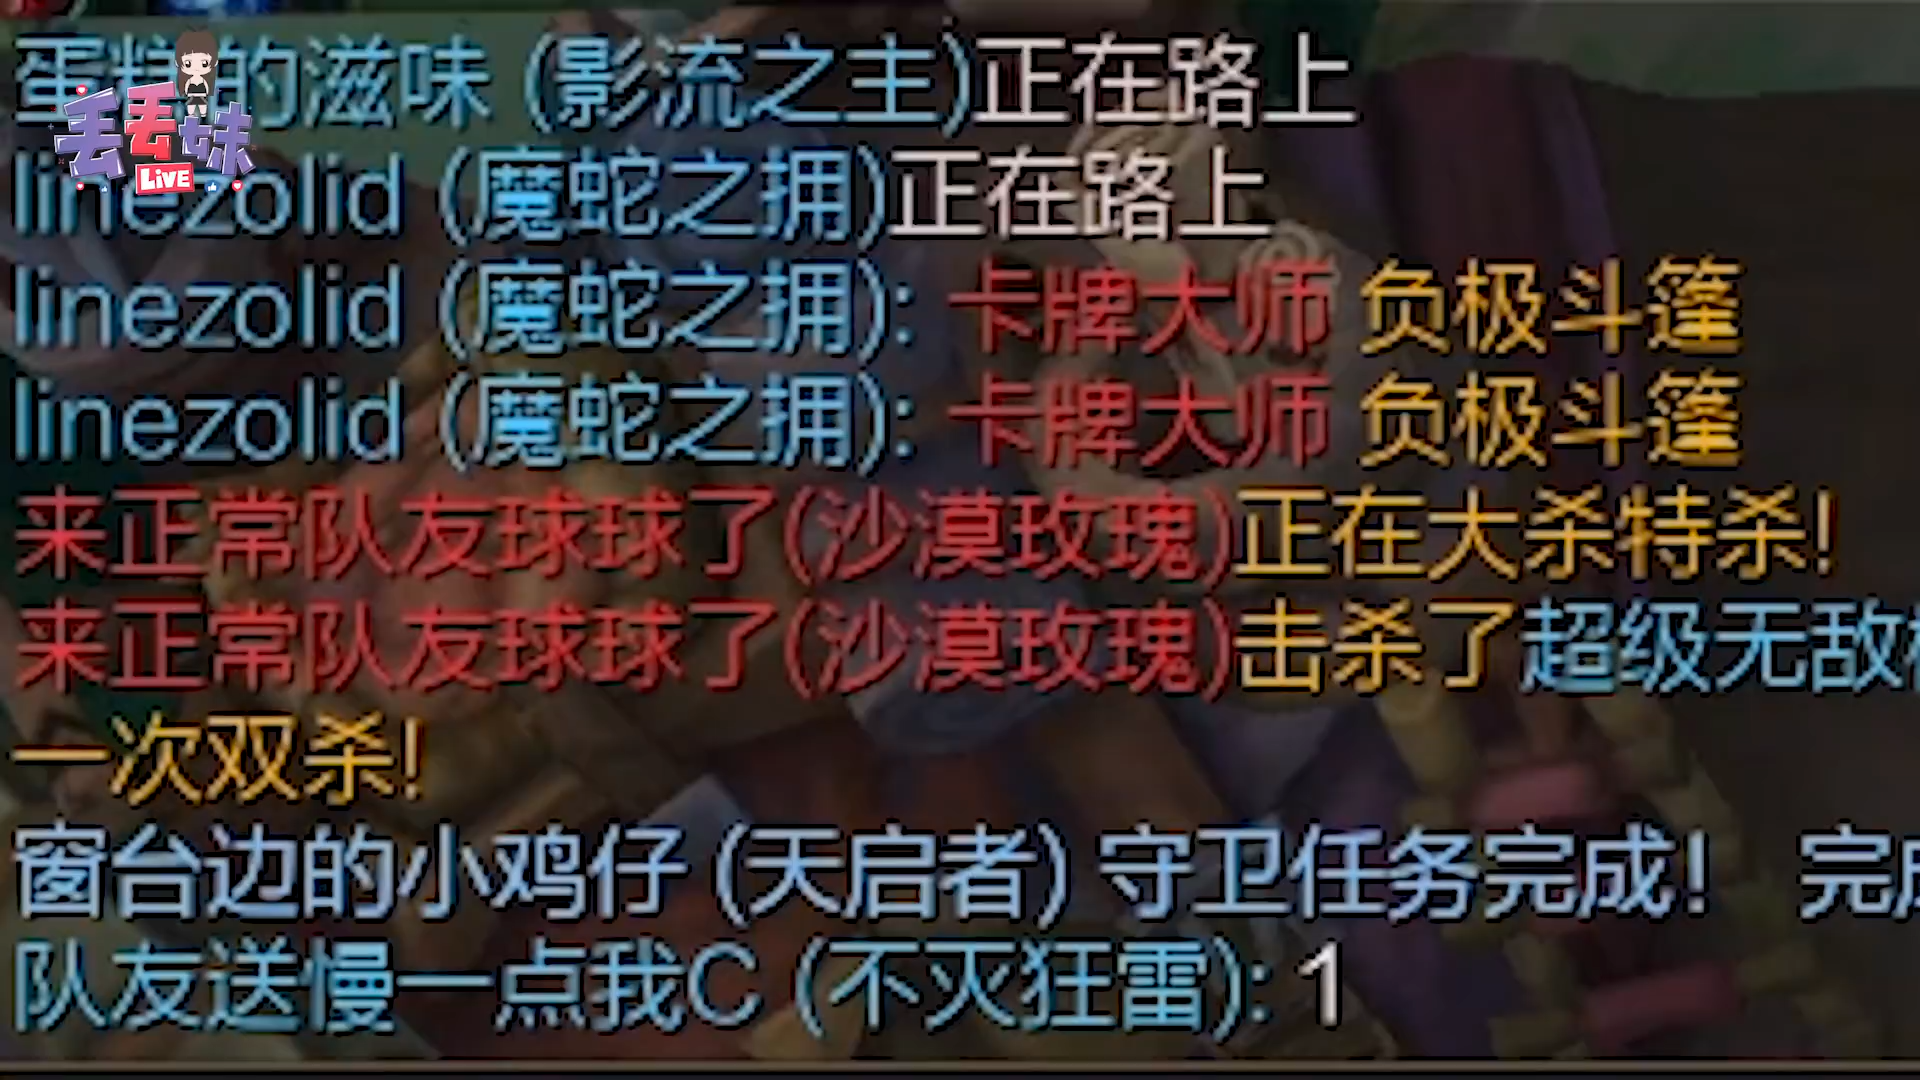 蛋糕的滋味 (影流之主)正在路上
丢丢妹
LIVE
linezolid (魔蛇之拥)正在路上
linezolid (魔蛇之拥): 卡牌大师 负极斗篷
linezolid (魔蛇之拥): 卡牌大师 负极斗篷
来正常队友球球了(沙漠玫瑰)正在大杀特杀!
来正常队友球球了(沙漠玫瑰)击杀了超级无敌
一次双杀!
窗台边的小鸡仔 (天启者) 守卫任务完成! 完成
队友送慢一点我C (不灭狂雷): 1